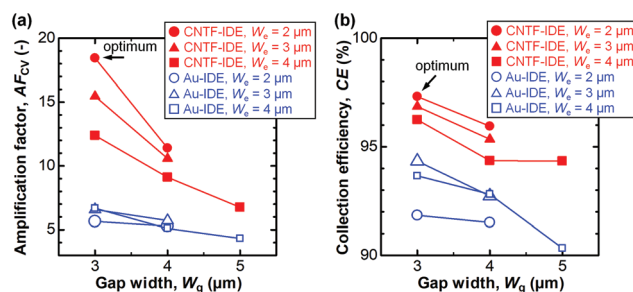 (a)
CNTF-IDE, We = 2 μm
CNTF-IDE, We = 3 μm
CNTF-IDE, We = 4 μm
Au-IDE, We = 2 μm
Au-IDE, We = 3 μm
Au-IDE, We = 4 μm
optimum
Amplification factor, AFCV (-)
20
15
10
5
3
4
5
Gap width, Wg (μm)
(b)
CNTF-IDE, We = 2 μm
CNTF-IDE, We = 3 μm
CNTF-IDE, We = 4 μm
Au-IDE, We = 2 μm
Au-IDE, We = 3 μm
Au-IDE, We = 4 μm
optimum
Collection efficiency, CE (%)
100
95
90
3
4
5
Gap width, Wg (μm)